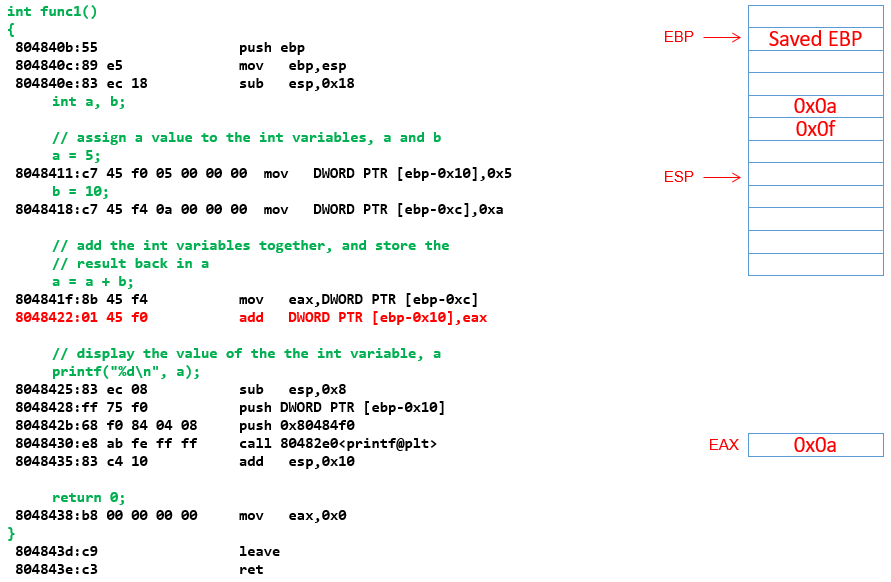 int func1()
{
804840b:55 push ebp
804840c:89 e5 mov ebp,esp
804840e:83 ec 18 sub esp,0x18
int a, b;
// assign a value to the int variables, a and b
a = 5;
8048411:c7 45 f0 05 00 00 00 mov DWORD PTR [ebp-0x10],0x5
b = 10;
8048418:c7 45 f4 0a 00 00 00 mov DWORD PTR [ebp-0xc],0xa
// add the int variables together, and store the
// result back in a
a = a + b;
804841f:8b 45 f4 mov eax,DWORD PTR [ebp-0xc]
8048422:01 45 f0 add DWORD PTR [ebp-0x10],eax
// display the value of the the int variable, a
printf("%d\n", a);
8048425:83 ec 08 sub esp,0x8
8048428:ff 75 f0 push DWORD PTR [ebp-0x10]
804842b:68 f0 84 04 08 push 0x80484f0
8048430:e8 ab fe ff ff call 80482e0<printf@plt>
8048435:83 c4 10 add esp,0x10
return 0;
8048438:b8 00 00 00 00 mov eax,0x0
}
804843d:c9 leave
804843e:c3 ret
EBP Saved EBP
0x0a
0x0f
ESP
EAX 0x0a